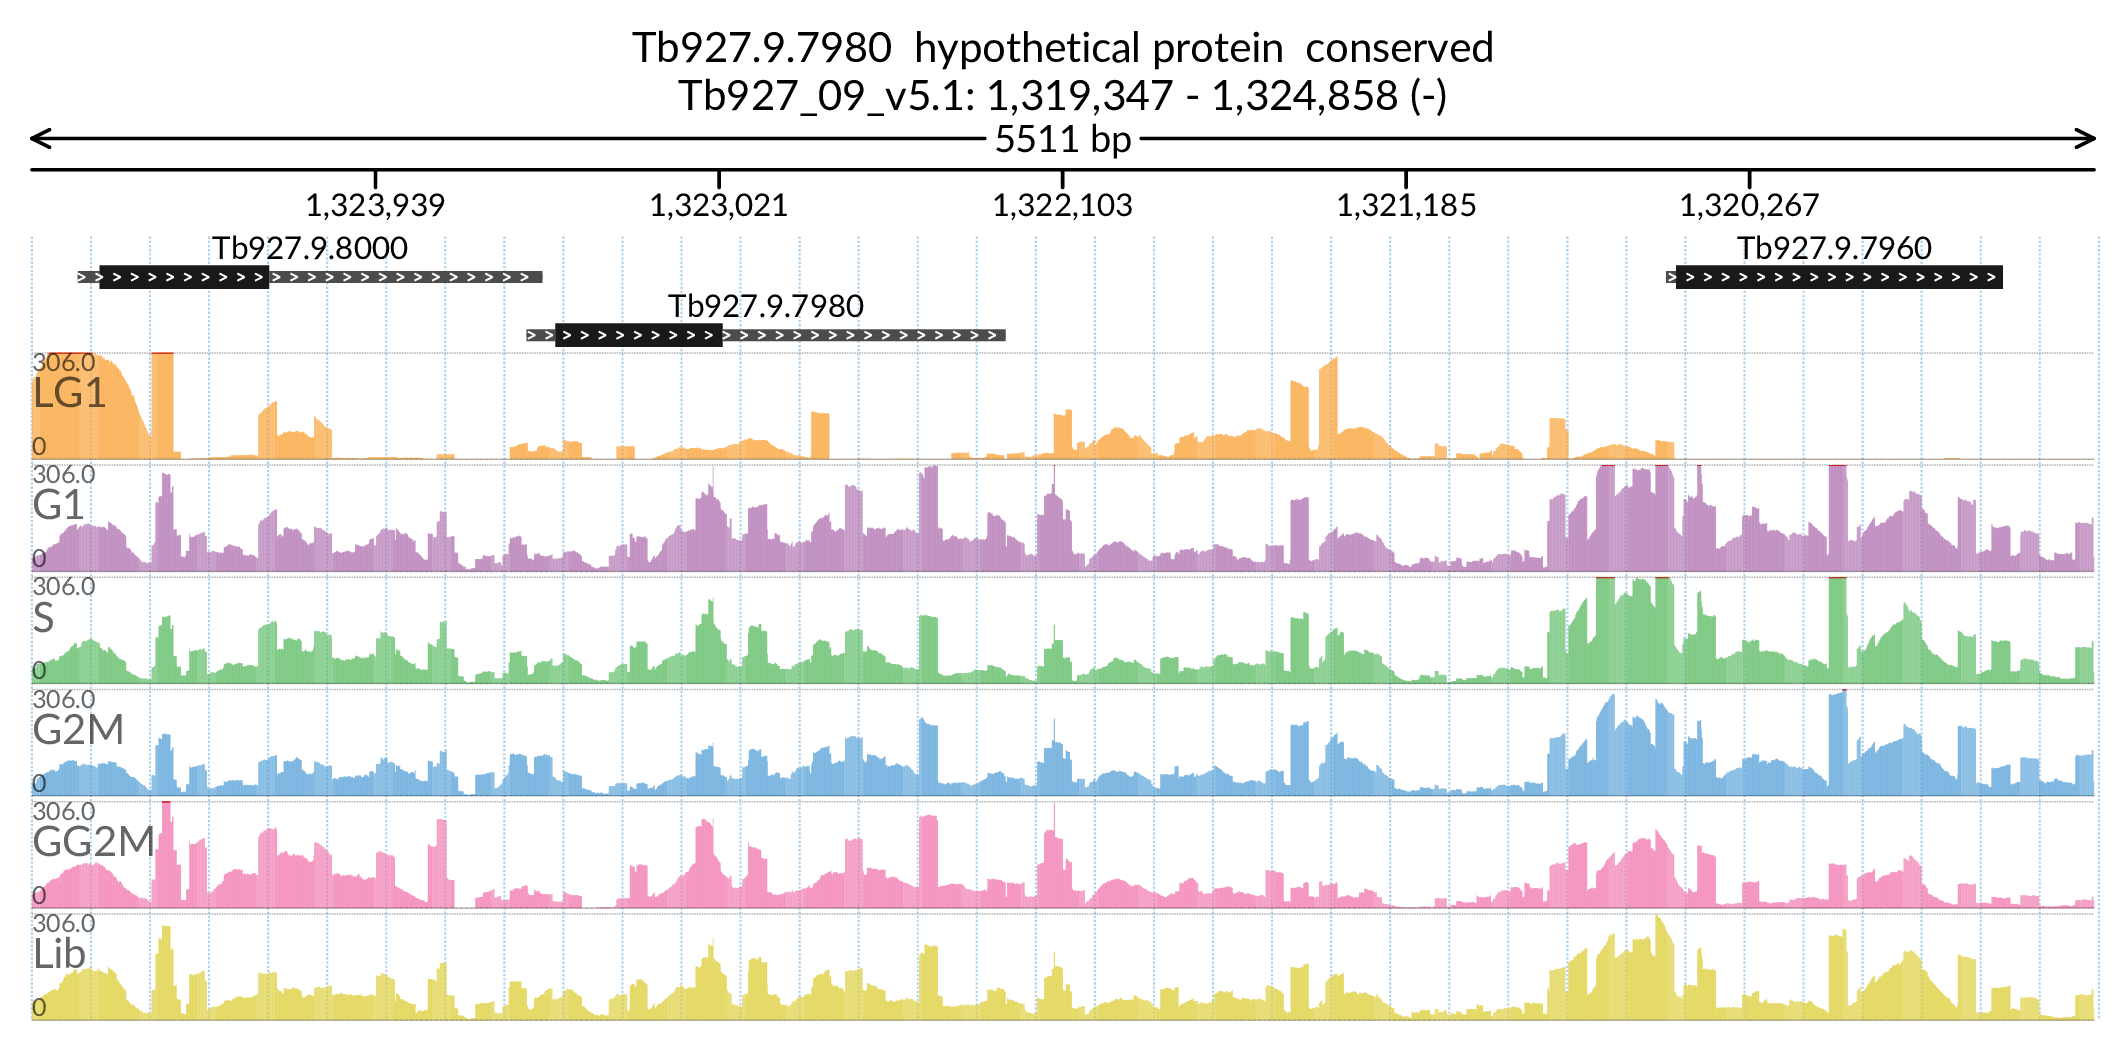 Tb927.9.7980  hypothetical protein  conserved
Tb927_09_v5.1: 1,319,347 - 1,324,858 (-)
5511 bp
1,323,939 1,323,021 1,322,103 1,321,185 1,320,267
Tb927.9.8000 Tb927.9.7960
Tb927.9.7980
306.0
LG1
0
306.0
G1
0
306.0
S
0
306.0
G2M
0
306.0
GG2M
0
306.0
Lib
0